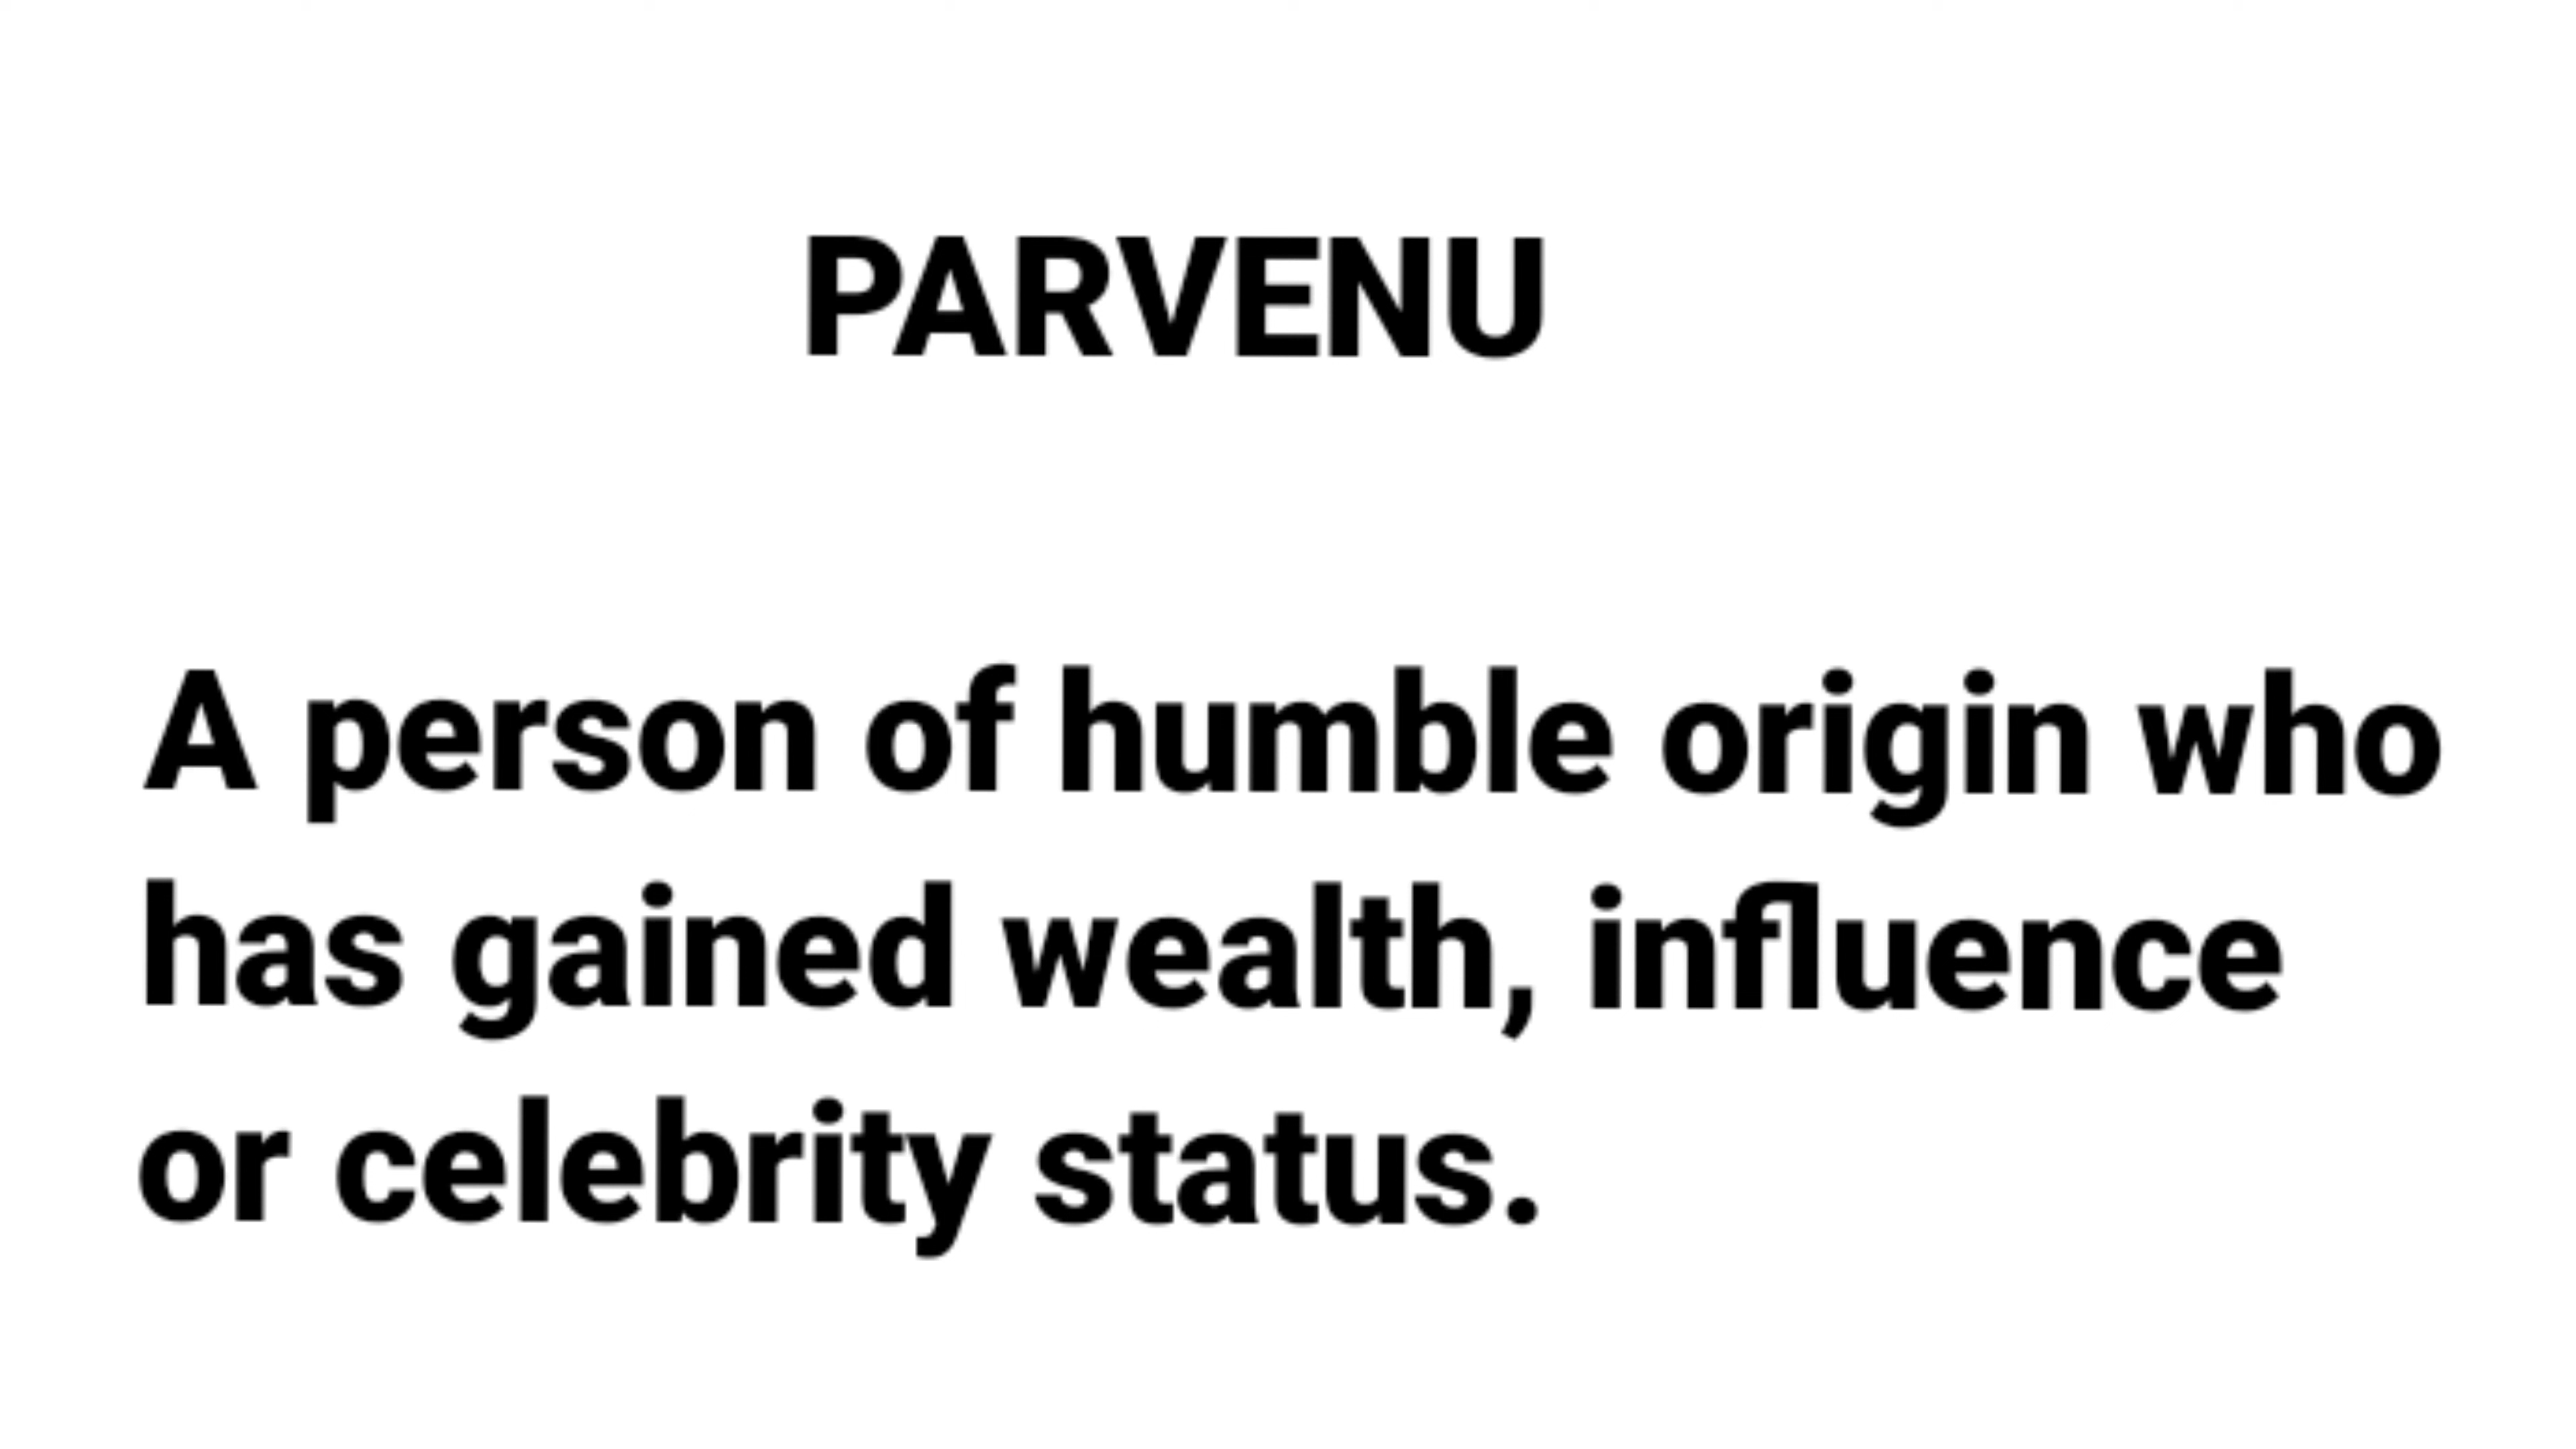 PARVENU
A person of humble origin who
has gained wealth, influence
or celebrity status.